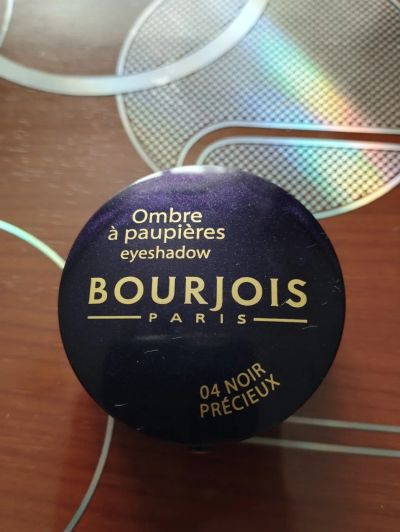 Ombre
à paupières
eyeshadow
BOURJOIS
PARIS
04 NOIR
PRÉCIEUX